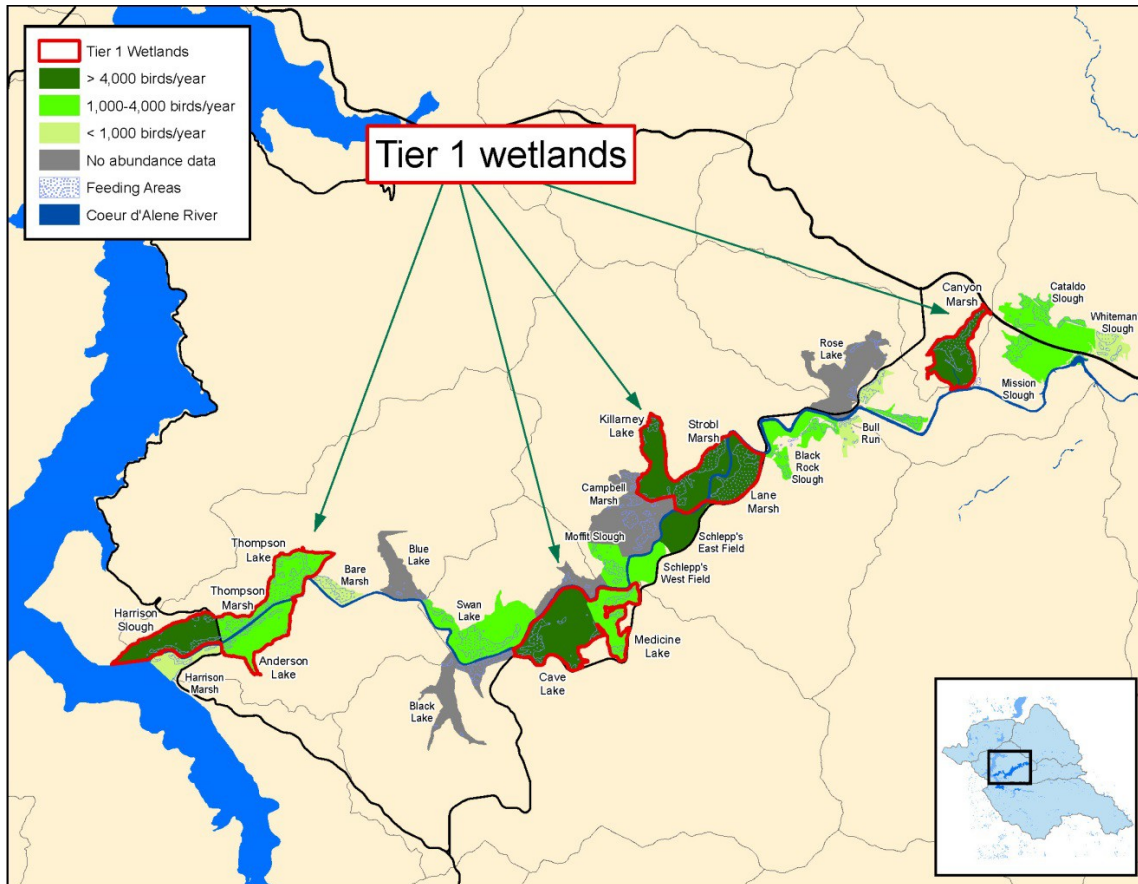 Tier 1 Wetlands
> 4,000 birds/year
1,000-4,000 birds/year
< 1,000 birds/year
No abundance data
Feeding Areas
Coeur d'Alene River
Tier 1 wetlands
Canyon
Marsh
Cataldo
Slough
Whiteman
Slough
Rose
Lake
Mission
Slough
Killarney
Lake
Strobl
Marsh
Bull
Run
Black
Rock
Slough
Campbell
Marsh
Lane
Marsh
Moffit Slough
Schlepp's
East Field
Schlepp's
West Field
Thompson
Lake
Blue
Lake
Bare
Marsh
Thompson
Marsh
Harrison
Slough
Swan
Lake
Medicine
Lake
Anderson
Lake
Harrison
Marsh
Cave
Lake
Black
Lake